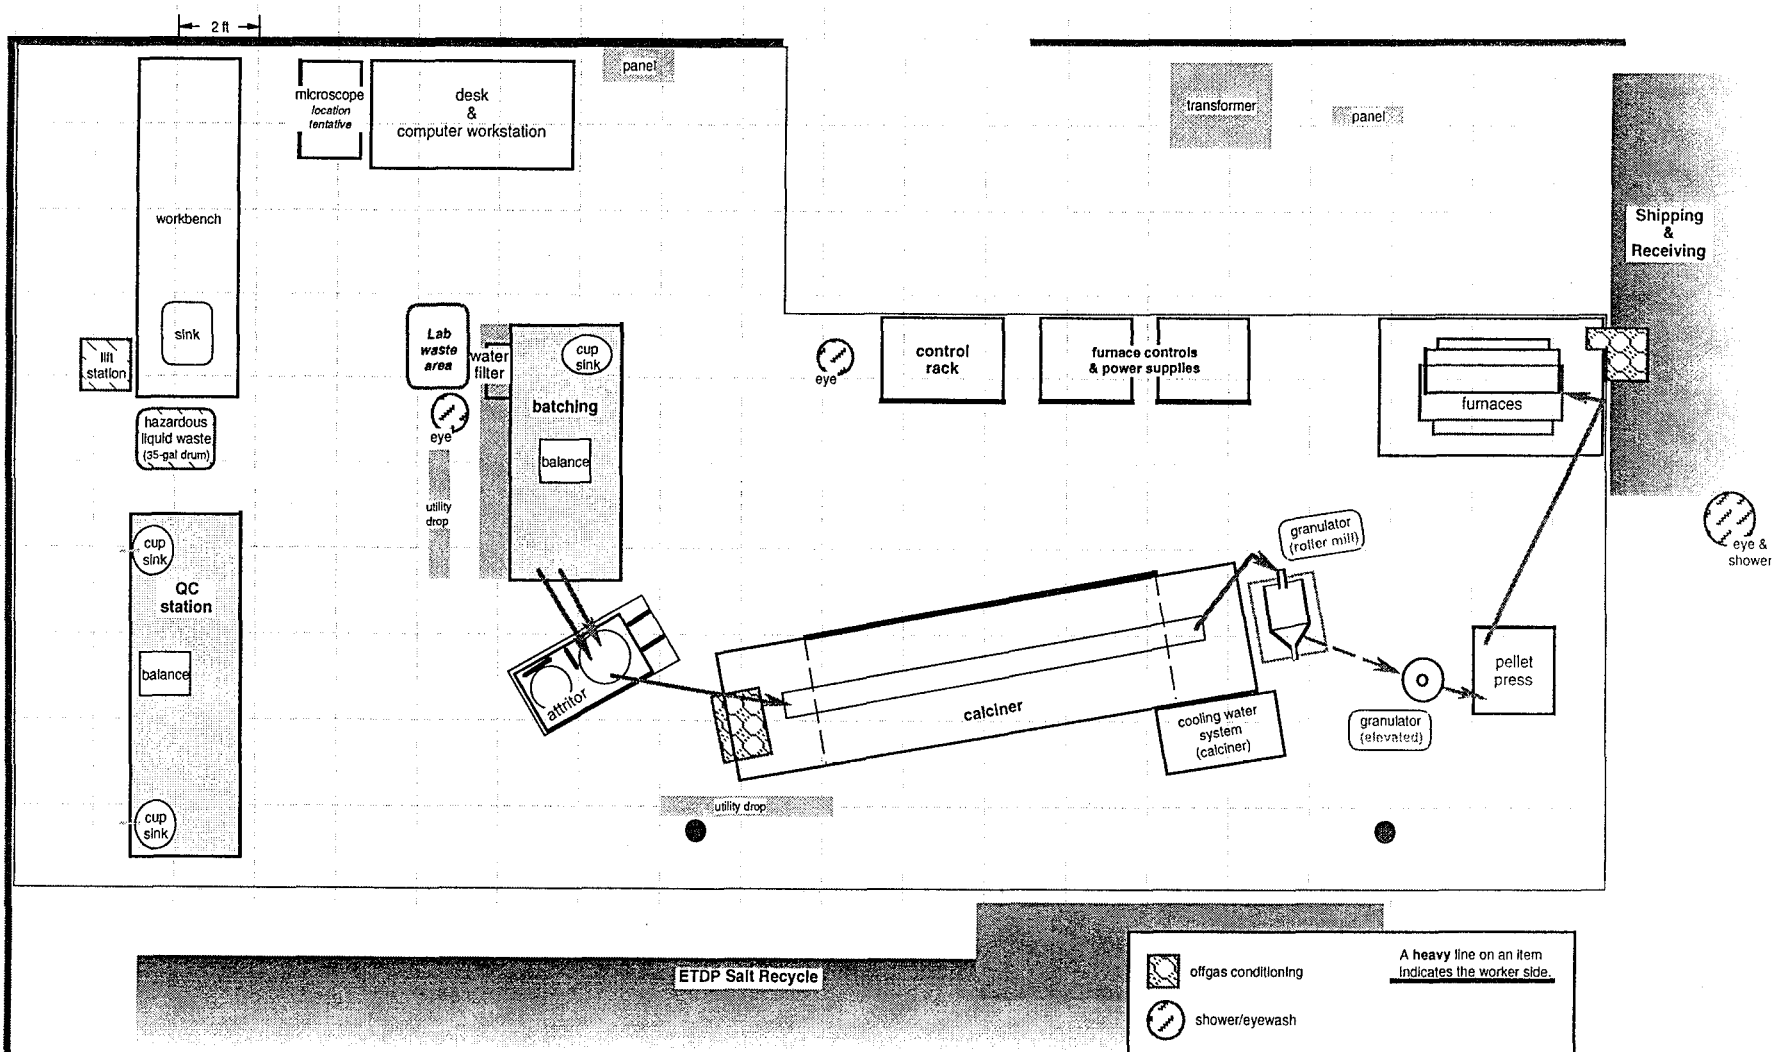 2 ft
panel
microscope
location
tentative
desk
&
computer workstation
transformer
panel
workbench
Shipping
&
Receiving
sink
lift
station
Lab
waste
area
water
filter
cup
sink
eye
control
rack
furnace controls
& power supplies
furnaces
batching
hazardous
liquid waste
(35-gal drum)
eye
balance
utility
drop
granulator
(roller mill)
eye &
shower
cup
sink
QC
station
balance
attritor
calciner
cooling water
system
(calciner)
granulator
(elevated)
pellet
press
utility drop
cup
sink
ETDP Salt Recycle
offgas conditioning
A heavy line on an item
indicates the worker side.
shower/eyewash